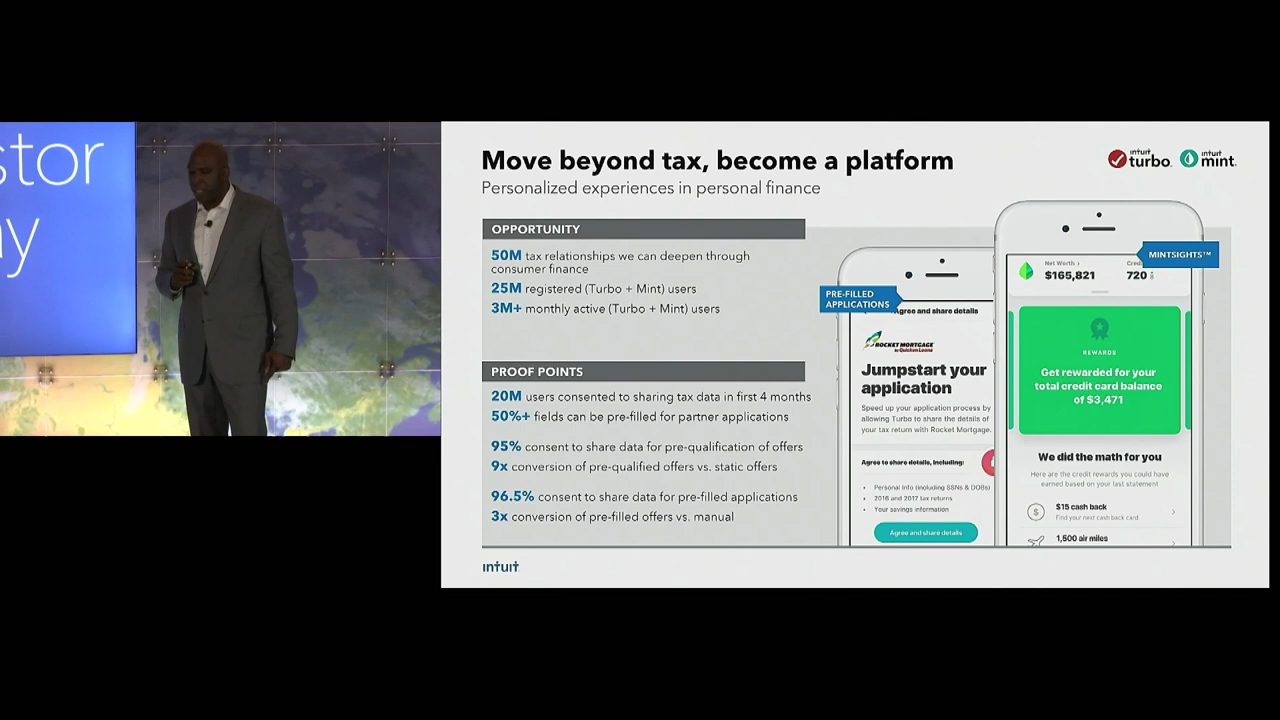 stor
ay
Move beyond tax, become a platform
Personalized experiences in personal finance
intuit turbo.
intuit mint.
OPPORTUNITY
50M tax relationships we can deepen through
consumer finance
25M registered (Turbo + Mint) users
3M+ monthly active (Turbo + Mint) users
PROOF POINTS
20M users consented to sharing tax data in first 4 months
50%+ fields can be pre-filled for partner applications
95% consent to share data for pre-qualification of offers
9x conversion of pre-qualified offers vs. static offers
96.5% consent to share data for pre-filled applications
3x conversion of pre-filled offers vs. manual
PRE-FILLED
APPLICATIONS
Agree and share details
ROCKET MORTGAGE
by Quicken Loans
Jumpstart your
application
Speed up your application process by
allowing Turbo to share the details of
your tax return with Rocket Mortgage.
Agree to share details, including:
• Personal Info (including SSNs & DOBs)
• 2016 and 2017 tax returns
• Your savings information
Agree and share details
MINTSIGHTS™
Net Worth › Cred
$165,821 720
REWARDS
Get rewarded for your
total credit card balance
of $3,471
We did the math for you
Here are the credit rewards you could have
earned based on your last statement
$15 cash back
Find your next cash back card
1,600 air miles
intuit